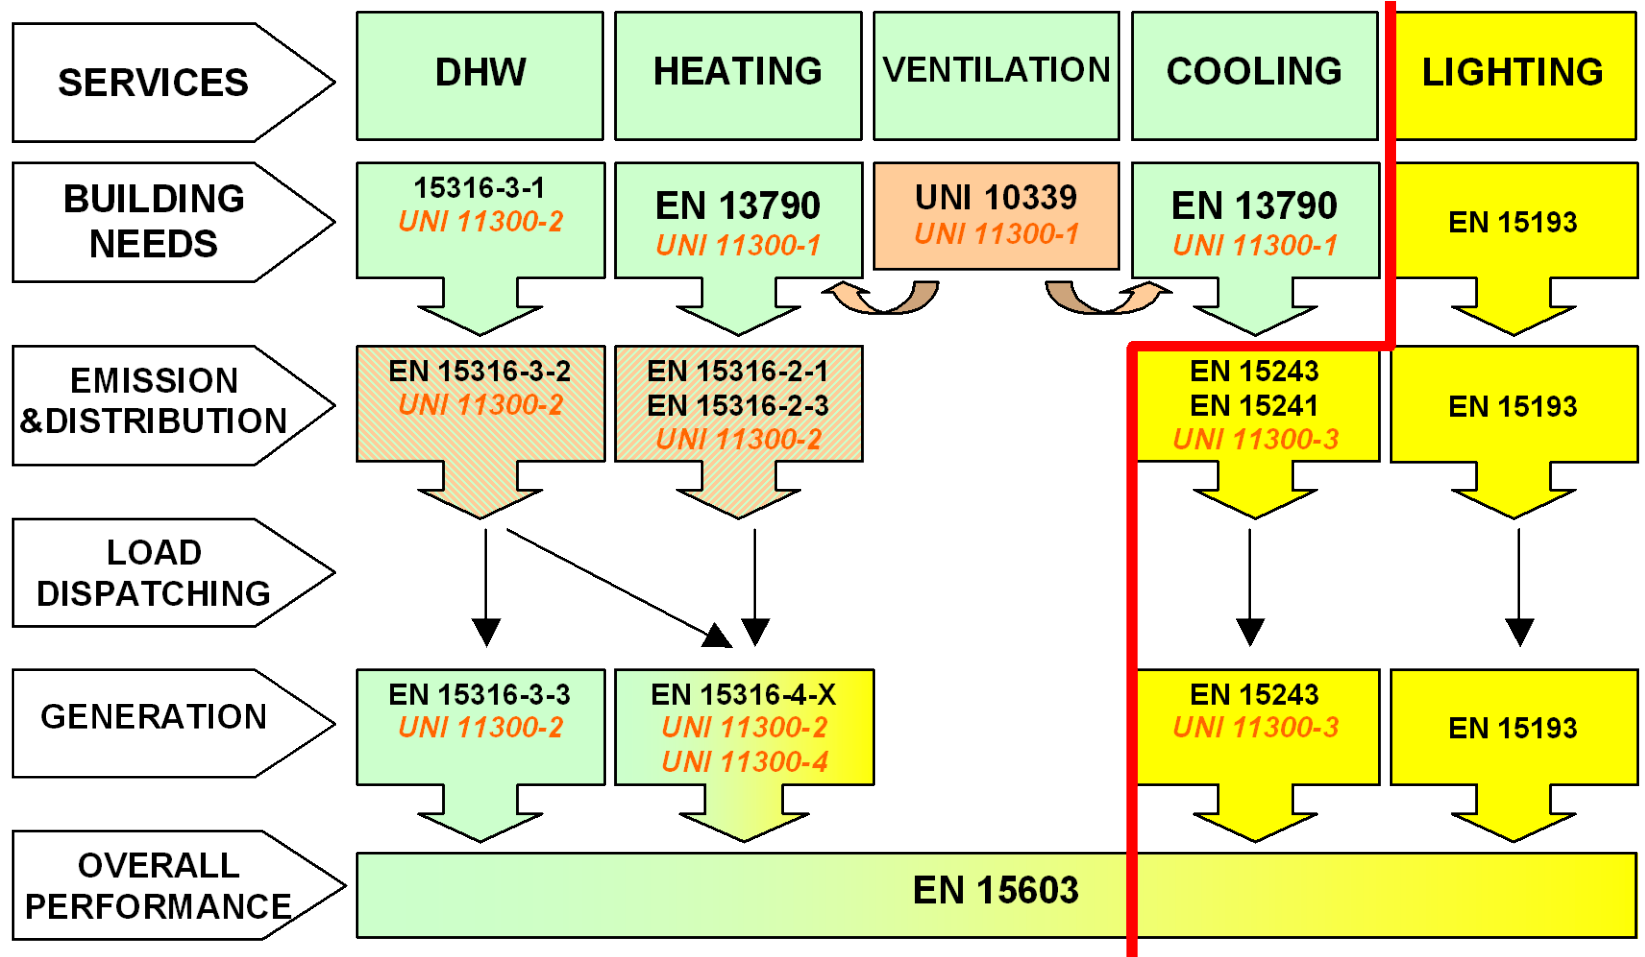 SERVICES
DHW
HEATING
VENTILATION
COOLING
LIGHTING
BUILDING
NEEDS
15316-3-1
UNI 11300-2
EN 13790
UNI 11300-1
UNI 10339
UNI 11300-1
EN 13790
UNI 11300-1
EN 15193
EMISSION
&DISTRIBUTION
EN 15316-3-2
UNI 11300-2
EN 15316-2-1
EN 15316-2-3
UNI 11300-2
EN 15243
EN 15241
UNI 11300-3
EN 15193
LOAD
DISPATCHING
GENERATION
EN 15316-3-3
UNI 11300-2
EN 15316-4-X
UNI 11300-2
UNI 11300-4
EN 15243
UNI 11300-3
EN 15193
OVERALL
PERFORMANCE
EN 15603